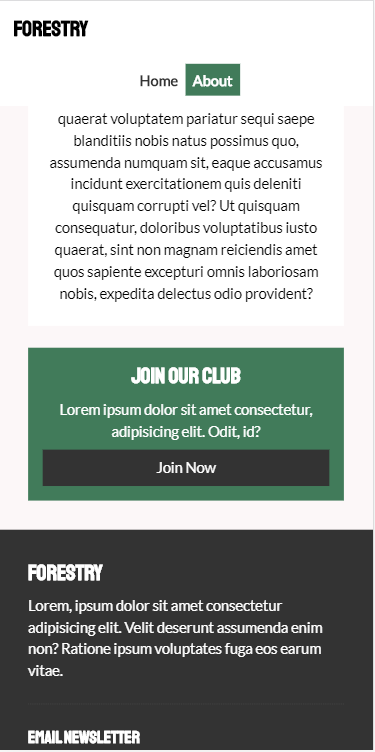 FORESTRY
Home About
quaerat voluptatem pariatur sequi saepe
blanditiis nobis natus possimus quo,
assumenda numquam sit, eaque accusamus
incidunt exercitationem quis deleniti
quisquam corrupti vel? Ut quisquam
consequatur, doloribus voluptatibus iusto
quaerat, sint non magnam reiciendis amet
quos sapiente excepturi omnis laboriosam
nobis, expedita delectus odio provident?
JOIN OUR CLUB
Lorem ipsum dolor sit amet consectetur,
adipisicing elit. Odit, id?
Join Now
FORESTRY
Lorem, ipsum dolor sit amet consectetur
adipisicing elit. Velit deserunt assumenda enim
non? Ratione ipsum voluptates fuga eos earum
vitae.
EMAIL NEWSLETTER